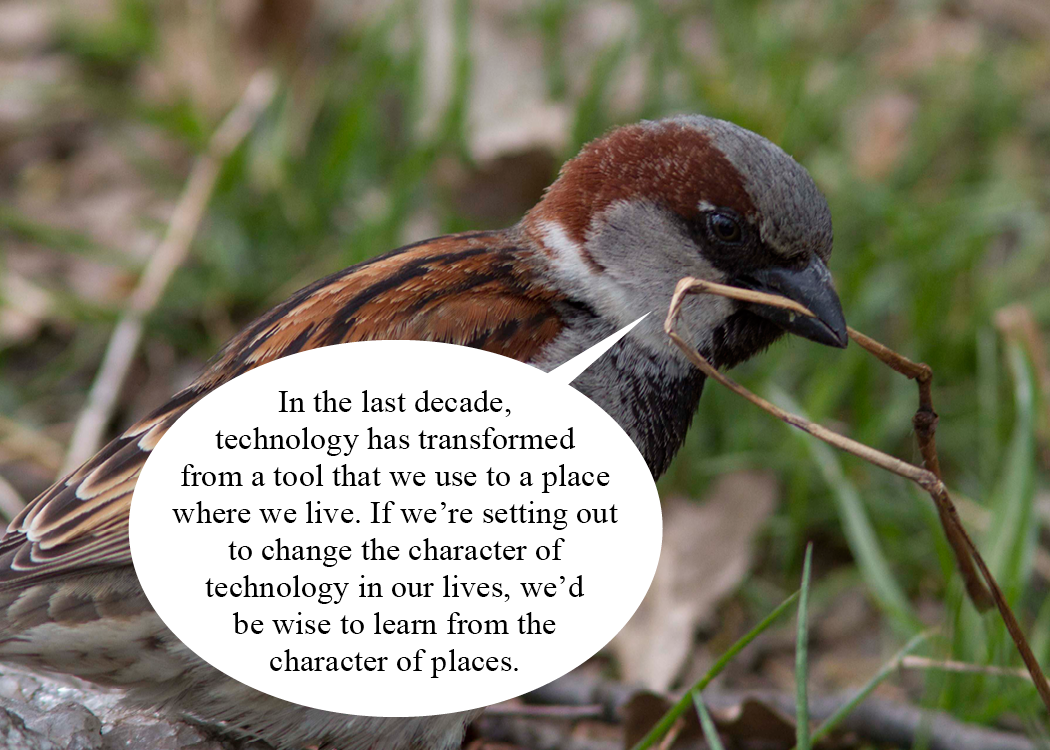 In the last decade,
technology has transformed
from a tool that we use to a place
where we live. If we’re setting out
to change the character of
technology in our lives, we’d
be wise to learn from the
character of places.